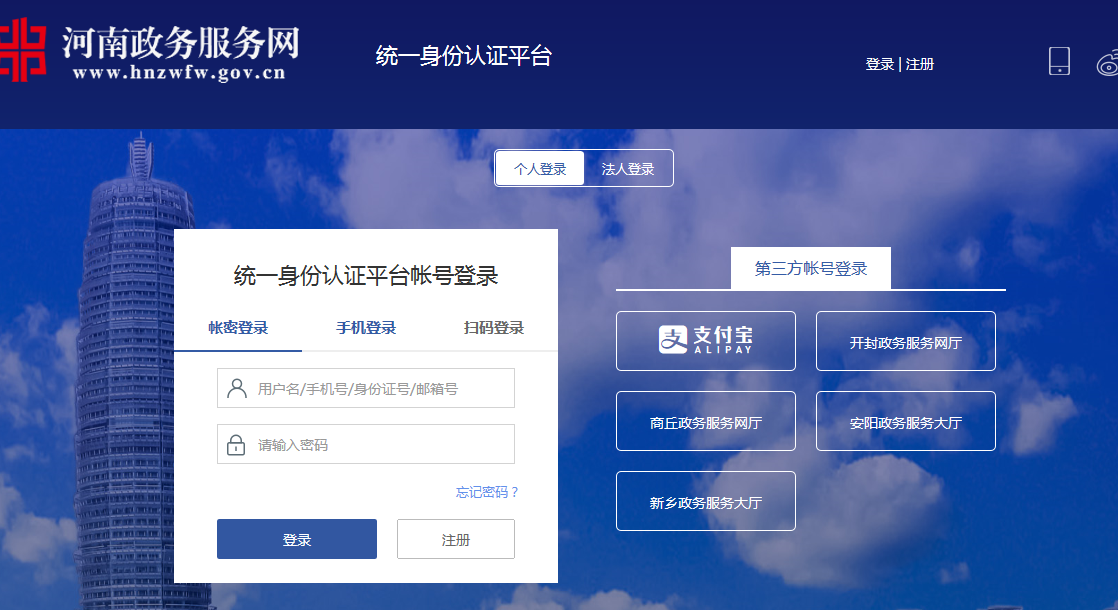 河南政务服务网
www.hnzwfw.gov.cn
统一身份认证平台
登录 | 注册
个人登录 法人登录
统一身份认证平台帐号登录
帐密登录 手机登录 扫码登录
用户名/手机号/身份证号/邮箱号
请输入密码
忘记密码？
登录 注册
第三方帐号登录
支付宝
ALIPAY
开封政务服务网厅
商丘政务服务网厅
安阳政务服务大厅
新乡政务服务大厅